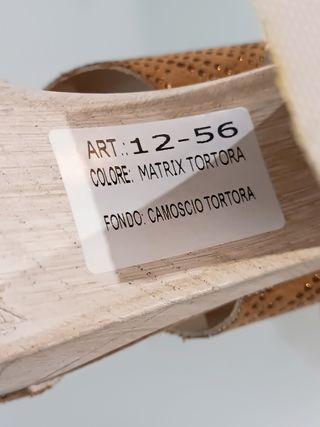 ART.: 12-56
COLORE: MATRIX TORTORA
FONDO: CAMOSCIO TORTORA